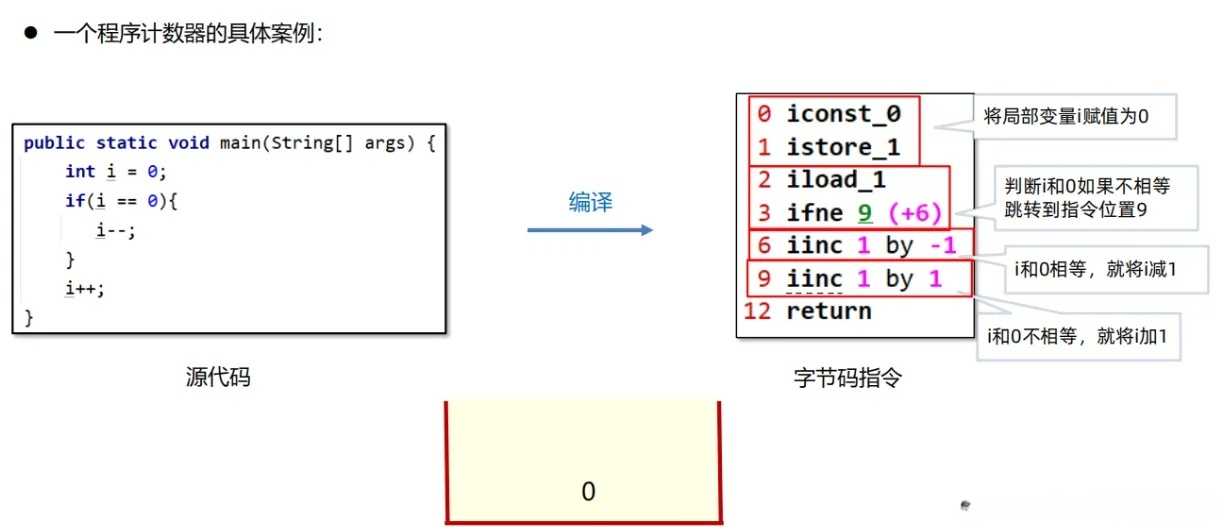 ● 一个程序计数器的具体案例：
public static void main(String[] args) {
int i = 0;
if(i == 0){
i--;
}
i++;
}
源代码
编译
0 iconst_0
1 istore_1
2 iload_1
3 ifne 9 (+6)
6 iinc 1 by -1
9 iinc 1 by 1
12 return
字节码指令
将局部变量i赋值为0
判断i和0如果不相等
跳转到指令位置9
i和0相等，就将i减1
i和0不相等，就将i加1
0